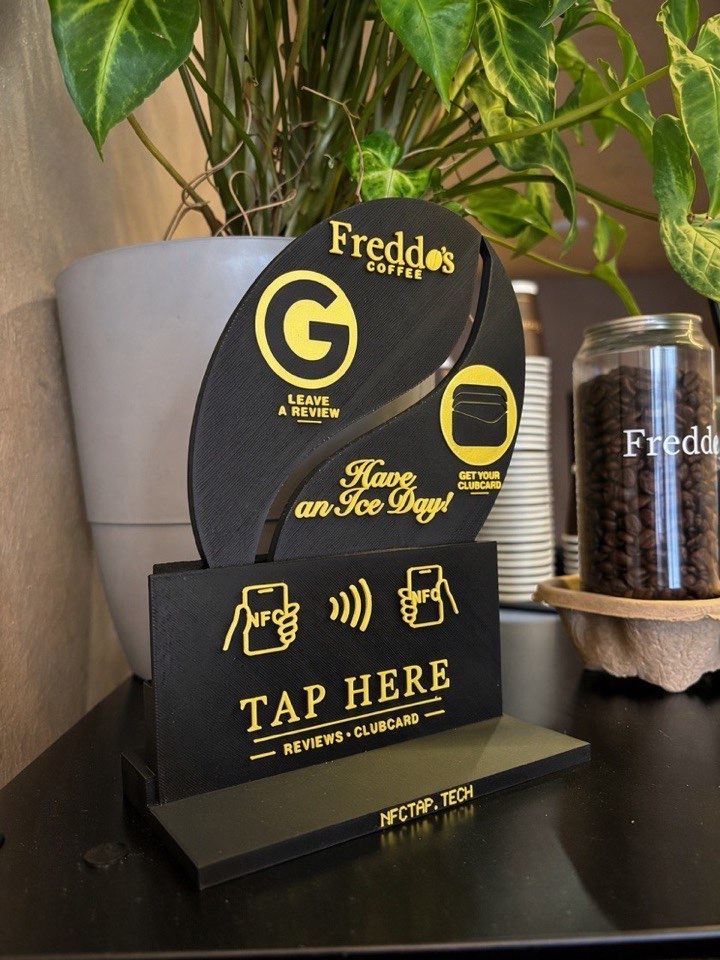 Freddo's
COFFEE
G
LEAVE
A REVIEW
GET YOUR
CLUBCARD
Have
an Ice Day!
NFC
NFC
TAP HERE
REVIEWS • CLUBCARD
NFCTAP.TECH
Fredd